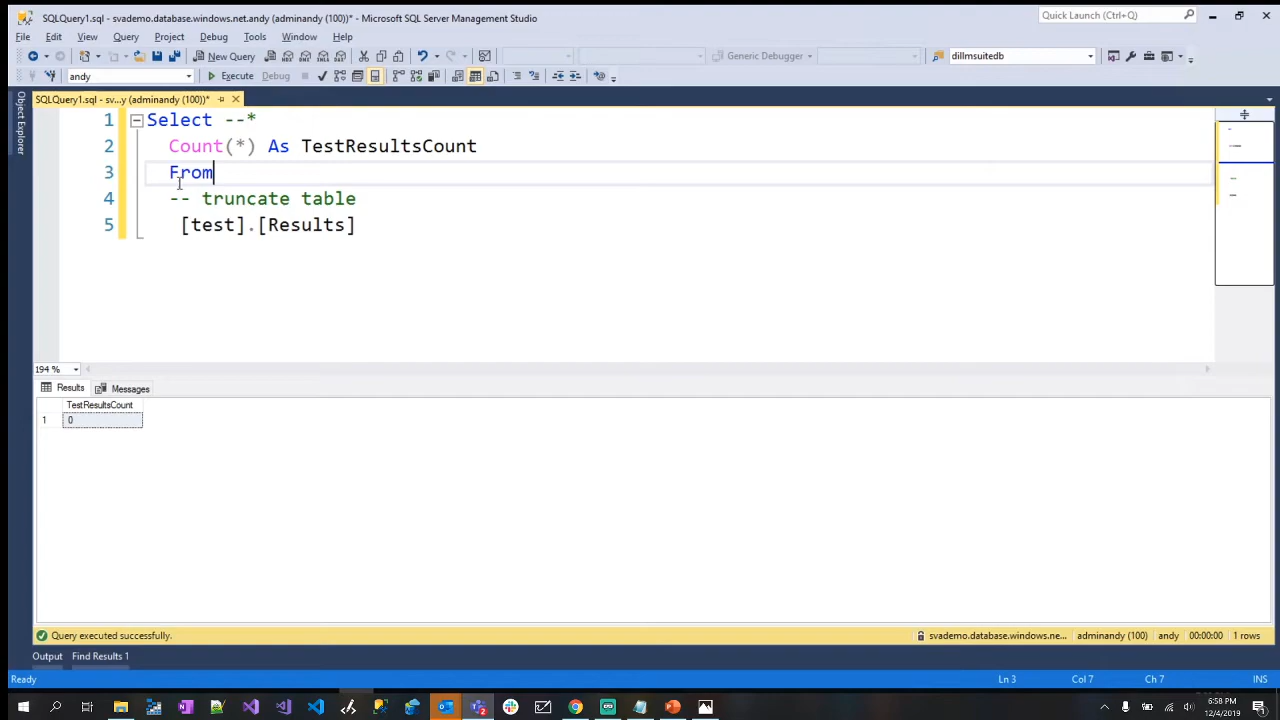 SQLQuery1.sql - svademo.database.windows.net.andy (adminandy (100))* - Microsoft SQL Server Management Studio
Quick Launch (Ctrl+Q)
File Edit View Query Project Debug Tools Window Help
New Query
Generic Debugger
dillmsuitedb
andy
Execute Debug
SQLQuery1.sql - sv...y (adminandy (100))*
Object Explorer
1 Select --*
2 Count(*) As TestResultsCount
3 From
4 -- truncate table
5 [test].[Results]
194 %
Results Messages
TestResultsCount
1 0
Query executed successfully.
svademo.database.windows.ne... adminandy (100) andy 00:00:00 1 rows
Output Find Results 1
Ready Ln 3 Col 7 Ch 7 INS
6:58 PM
12/4/2019